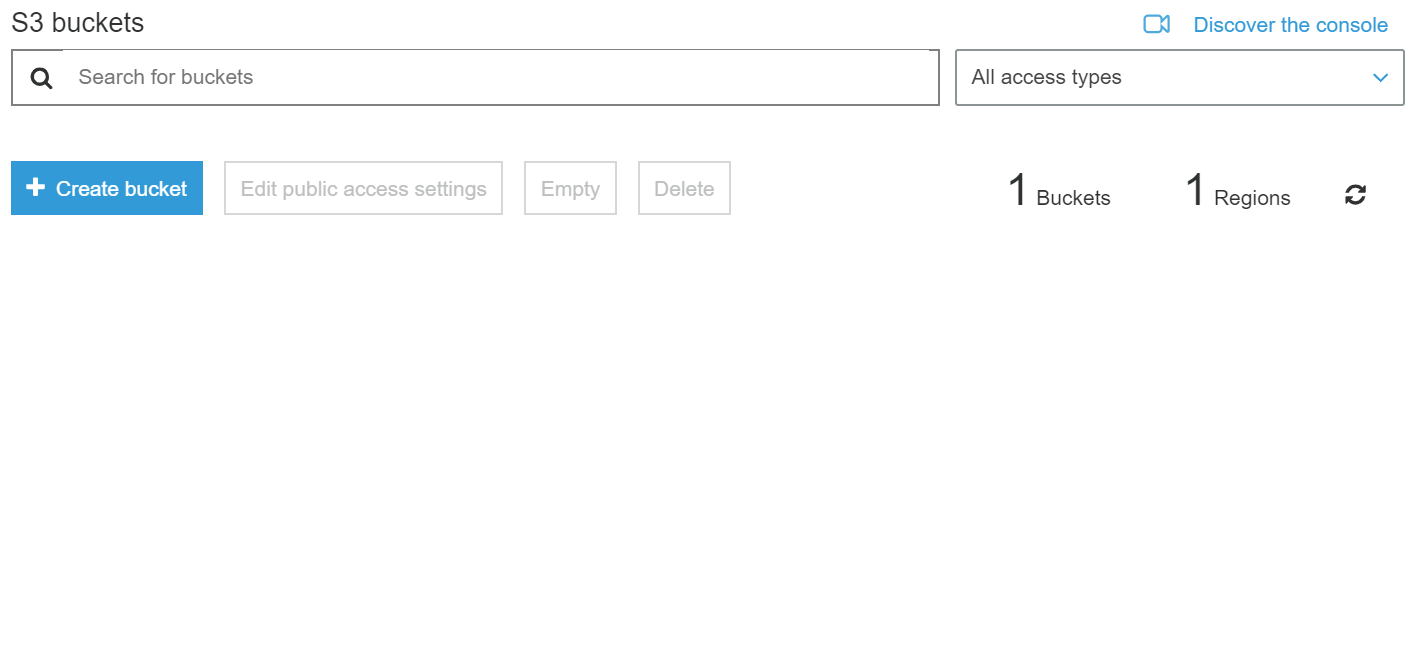 S3 buckets
Discover the console
Search for buckets
All access types
Create bucket
Edit public access settings
Empty
Delete
1 Buckets
1 Regions